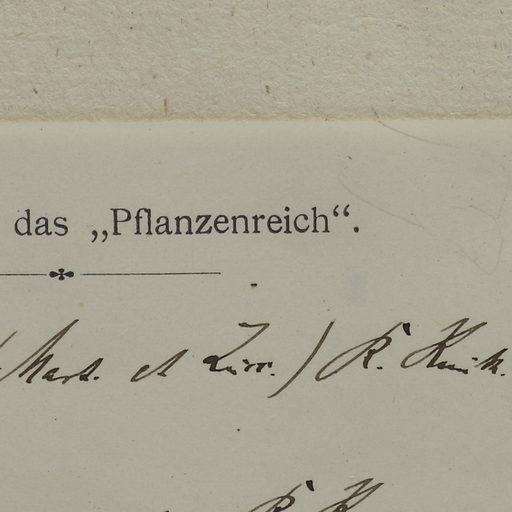 das „Pflanzenreich“.
(Mart. et Zucc.) R. Knuth.
R. K